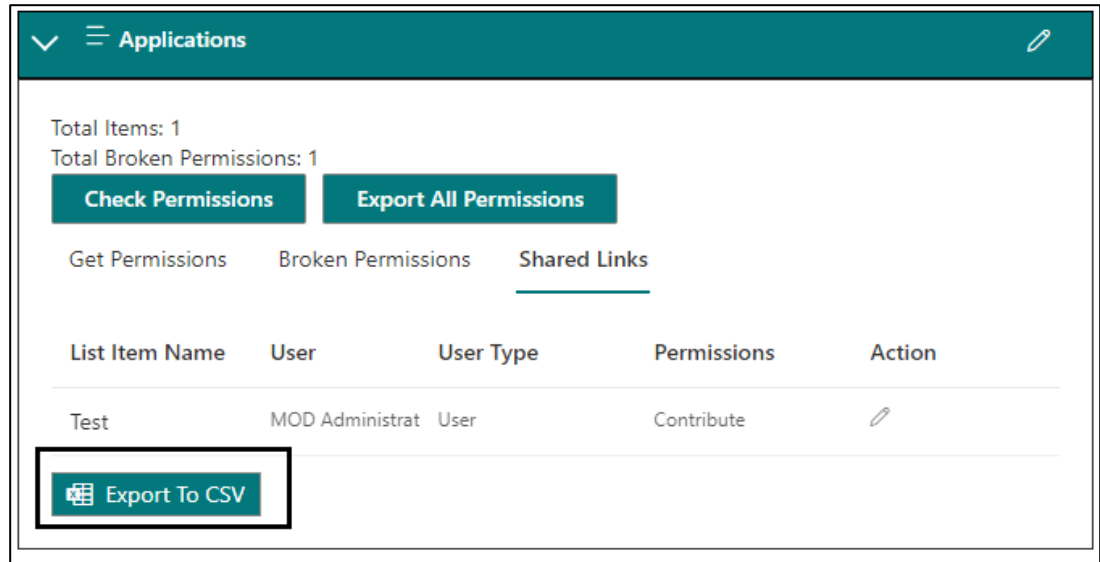 Applications
Total Items: 1
Total Broken Permissions: 1
Check Permissions Export All Permissions
Get Permissions Broken Permissions Shared Links
List Item Name User User Type Permissions Action
Test MOD Administrat User Contribute
Export To CSV